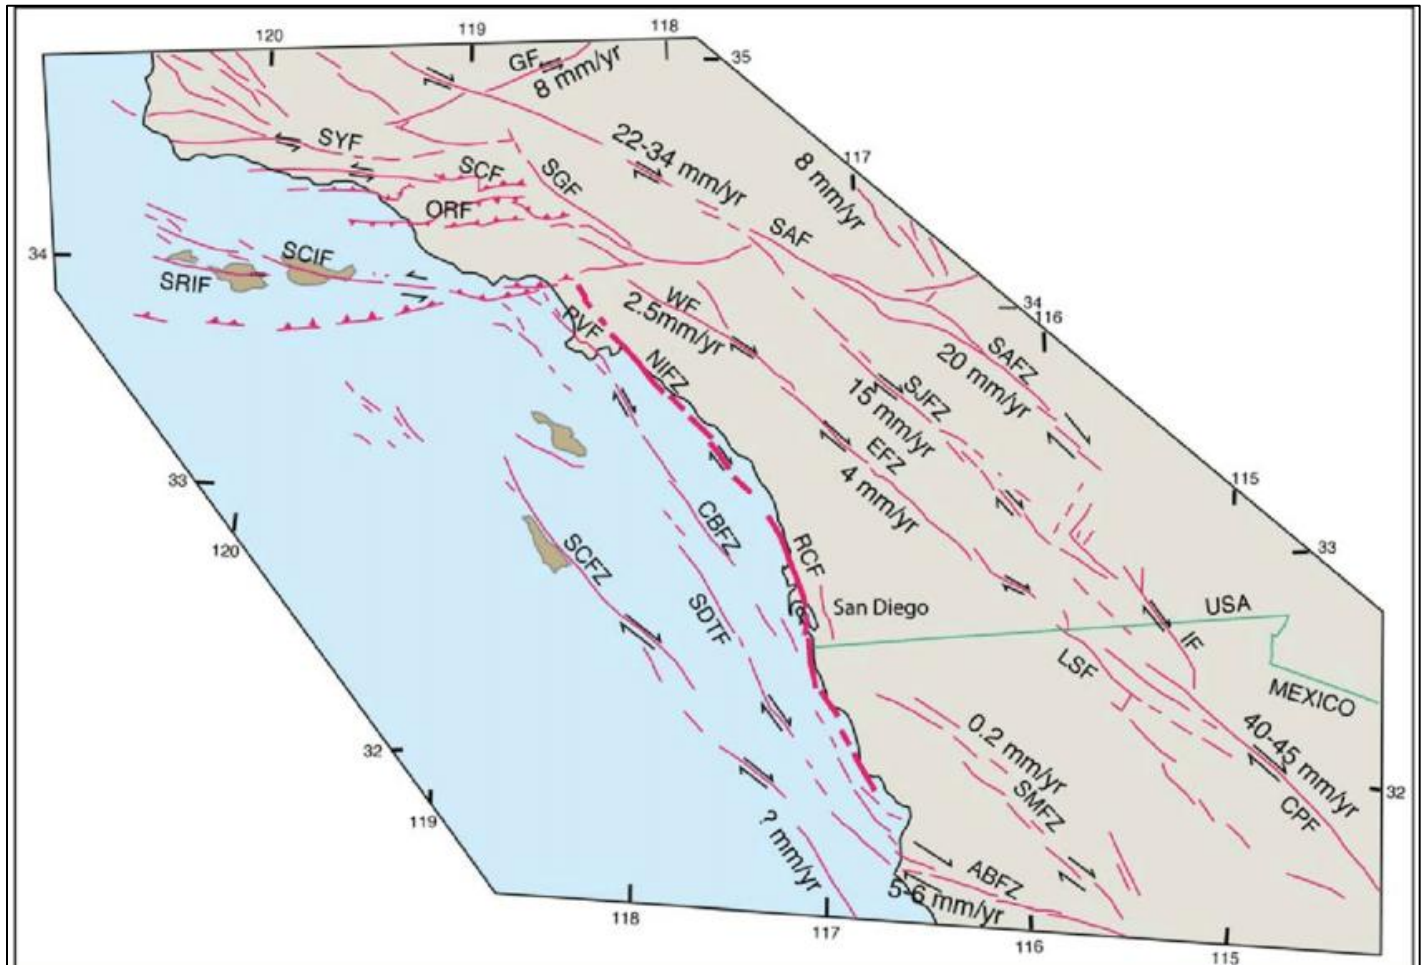 120
119
118
35
GF
8 mm/yr
22-34 mm/yr
117
8 mm/yr
SYF
SCF
SGF
ORF
SAF
34
SCIF
SRIF
34
116
WF
2.5mm/yr
PVF
NIFZ
SAFZ
20 mm/yr
SJFZ
15 mm/yr
EFZ
4 mm/yr
115
33
33
120
CBFZ
SCFZ
RCF
San Diego
USA
SDTF
IF
LSF
MEXICO
32
119
0.2 mm/yr
SMFZ
40-45 mm/yr
CPF
32
? mm/yr
ABFZ
5-6 mm/yr
118
117
116
115